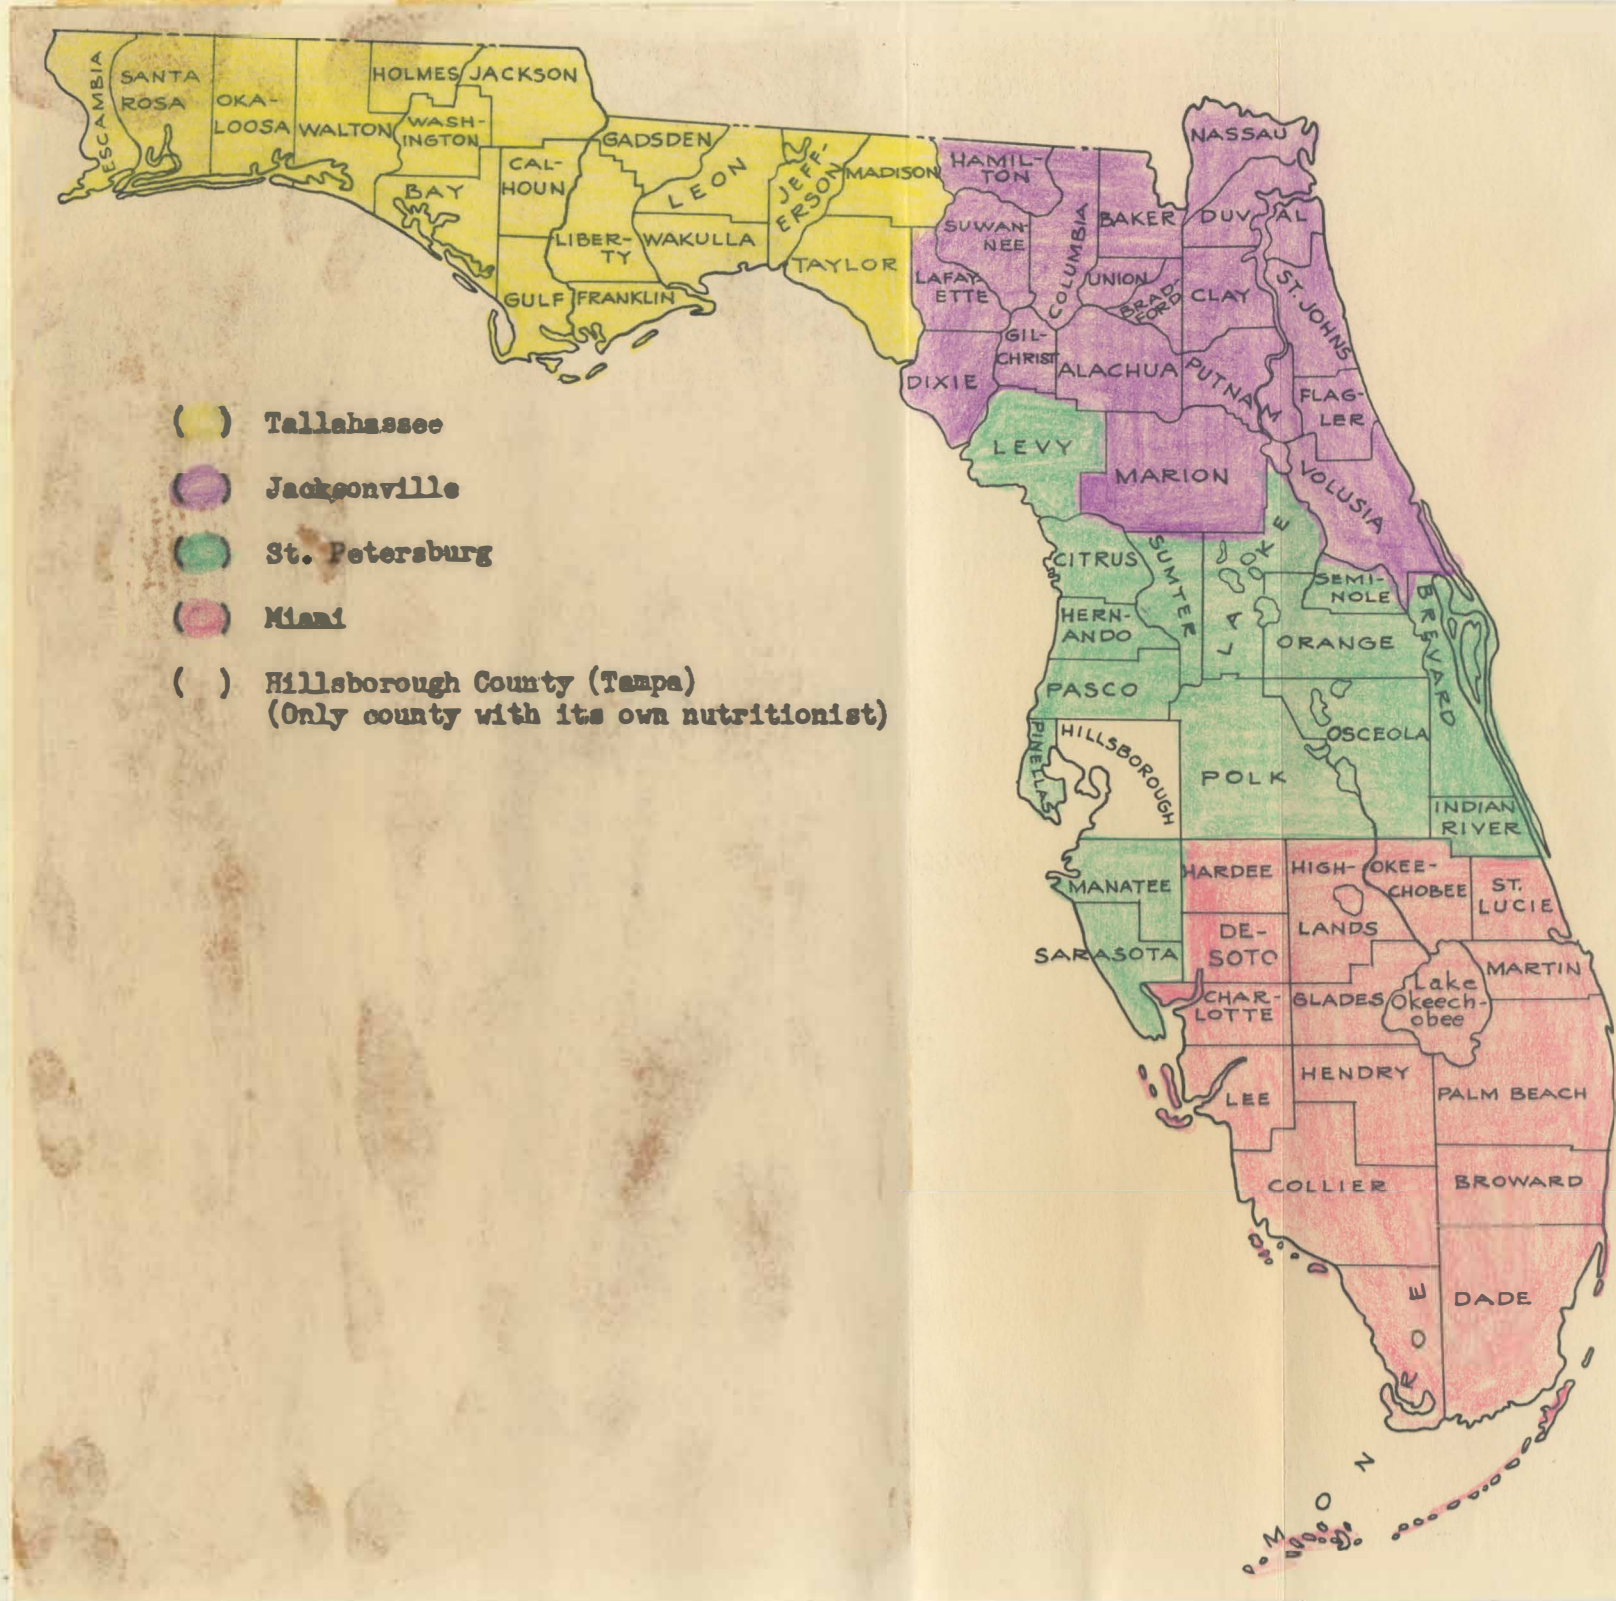 ESCAMBIA
SANTA
ROSA
OKA-
LOOSA
WALTON
HOLMES
JACKSON
WASH-
INGTON
BAY
CAL-
HOUN
GULF
GADSDEN
LIBER-
TY
FRANKLIN
LEON
WAKULLA
JEFF-
ERSON
MADISON
TAYLOR
HAMIL-
TON
SUWAN-
NEE
LAFAY-
ETTE
DIXIE
COLUMBIA
GIL-
CHRIST
BAKER
UNION
BRAD-
FORD
ALACHUA
NASSAU
DUVAL
CLAY
ST. JOHNS
PUTNAM
FLAG-
LER
VOLUSIA
MARION
LEVY
CITRUS
SUMTER
LAKE
HERN-
ANDO
PASCO
PINELLAS
HILLSBOROUGH
SEMI-
NOLE
ORANGE
BREVARD
OSCEOLA
POLK
INDIAN
RIVER
MANATEE
SARASOTA
HARDEE
DE-
SOTO
HIGH-
LANDS
OKEE-
CHOBEE
ST.
LUCIE
MARTIN
CHAR-
LOTTE
GLADES
Lake
Okeech-
obee
LEE
HENDRY
PALM BEACH
COLLIER
BROWARD
DADE
MONROE
( ) Tallahassee
( ) Jacksonville
( ) St. Petersburg
( ) Miami
( ) Hillsborough County (Tampa)
(Only county with its own nutritionist)